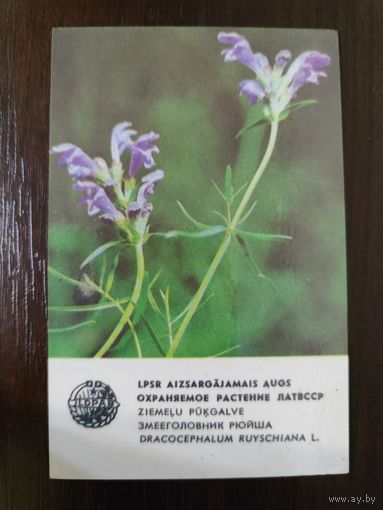 LPSR AIZSARGĀJAMAIS AUGS
ОХРАНЯЕМОЕ РАСТЕНИЕ ЛАТВССР
ZIEMEĻU PŪĶGALVE
ЗМЕЕГОЛОВНИК РЮЙША
DRACOCEPHALUM RUYSCHIANA L.
www.ay.by